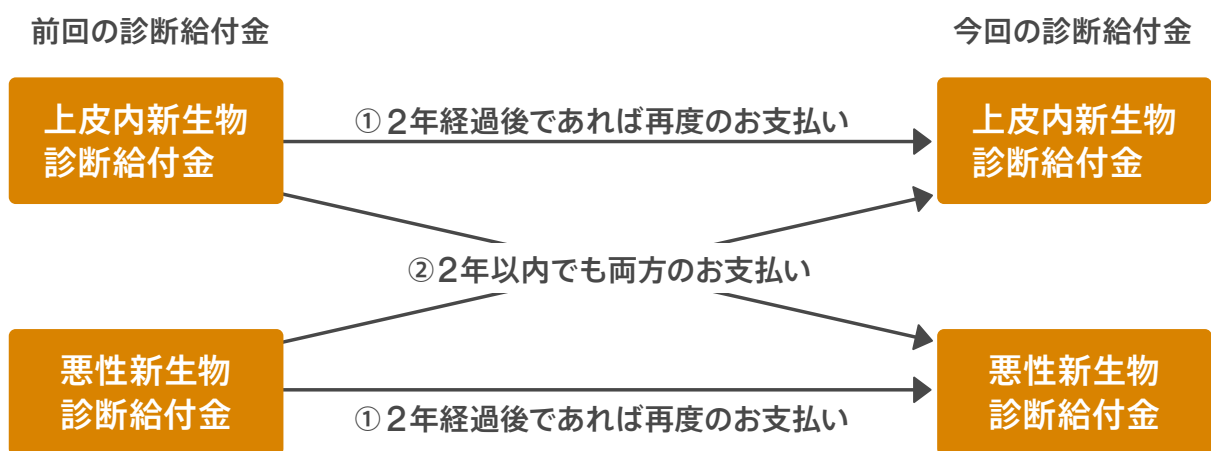 前回の診断給付金
今回の診断給付金
上皮内新生物
診断給付金
①2年経過後であれば再度のお支払い
上皮内新生物
診断給付金
②2年以内でも両方のお支払い
悪性新生物
診断給付金
①2年経過後であれば再度のお支払い
悪性新生物
診断給付金